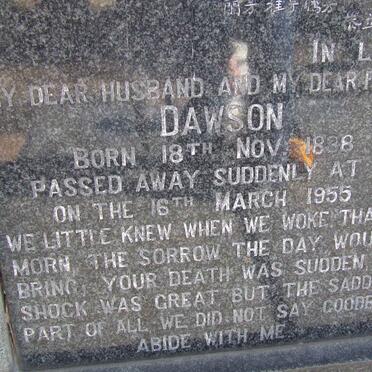 IN L
Y DEAR HUSBAND AND MY DEAR
DAWSON
BORN 18TH NOV. 1888
PASSED AWAY SUDDENLY AT
ON THE 16TH MARCH 1955
WE LITTLE KNEW WHEN WE WOKE THA
MORN, THE SORROW THE DAY WOU
BRING, YOUR DEATH WAS SUDDEN
SHOCK WAS GREAT BUT THE SADD
PART OF ALL WE DID NOT SAY GOODB
ABIDE WITH ME